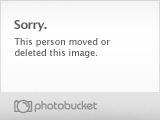 Sorry.
This person moved or
deleted this image.
photobucket